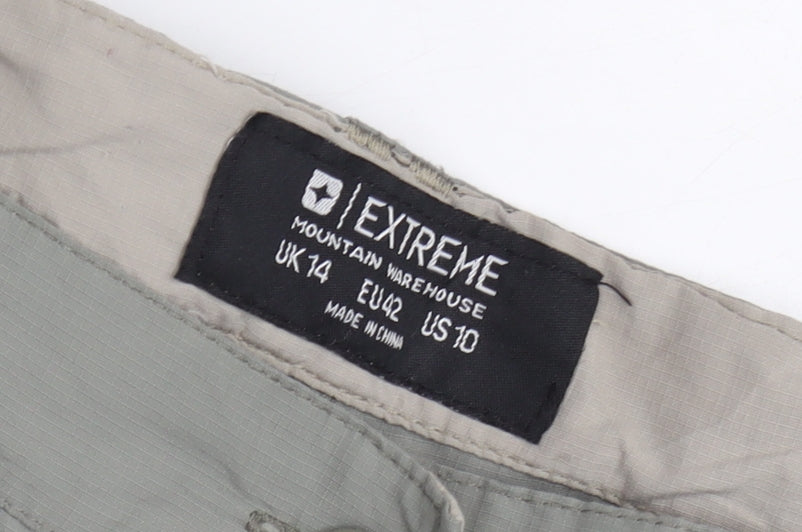 EXTREME
MOUNTAIN WAREHOUSE
UK 14 EU42 US 10
MADE IN CHINA